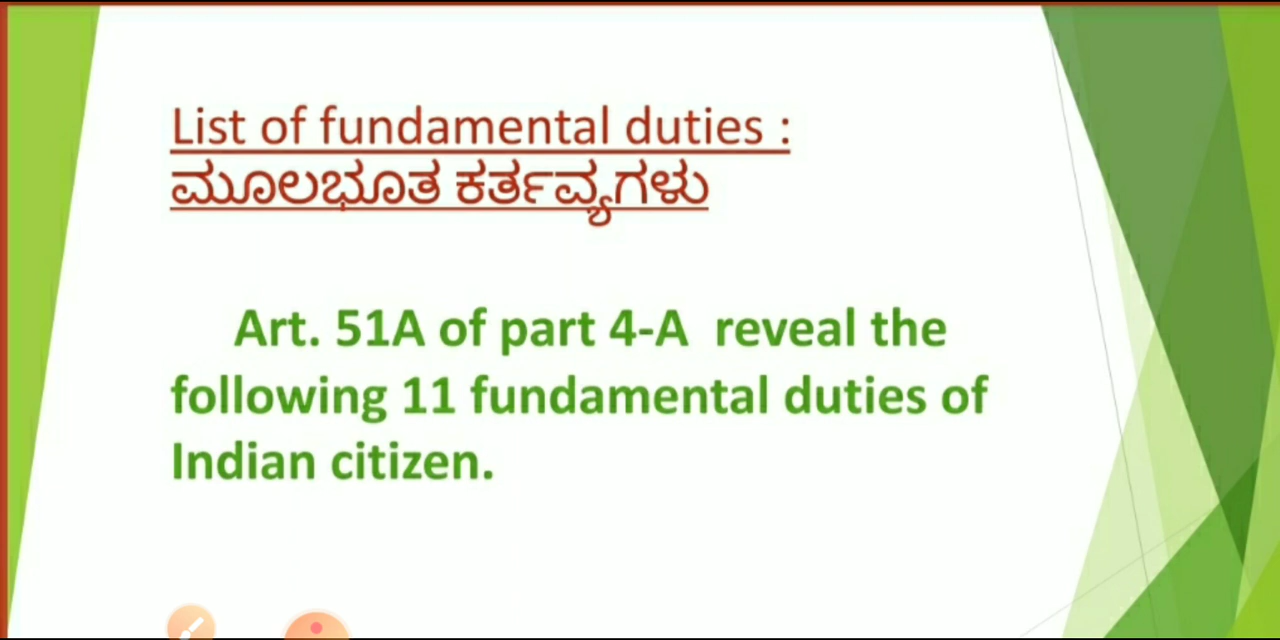 List of fundamental duties :
ಮೂಲಭೂತ ಕರ್ತವ್ಯಗಳು
Art. 51A of part 4-A  reveal the
following 11 fundamental duties of
Indian citizen.